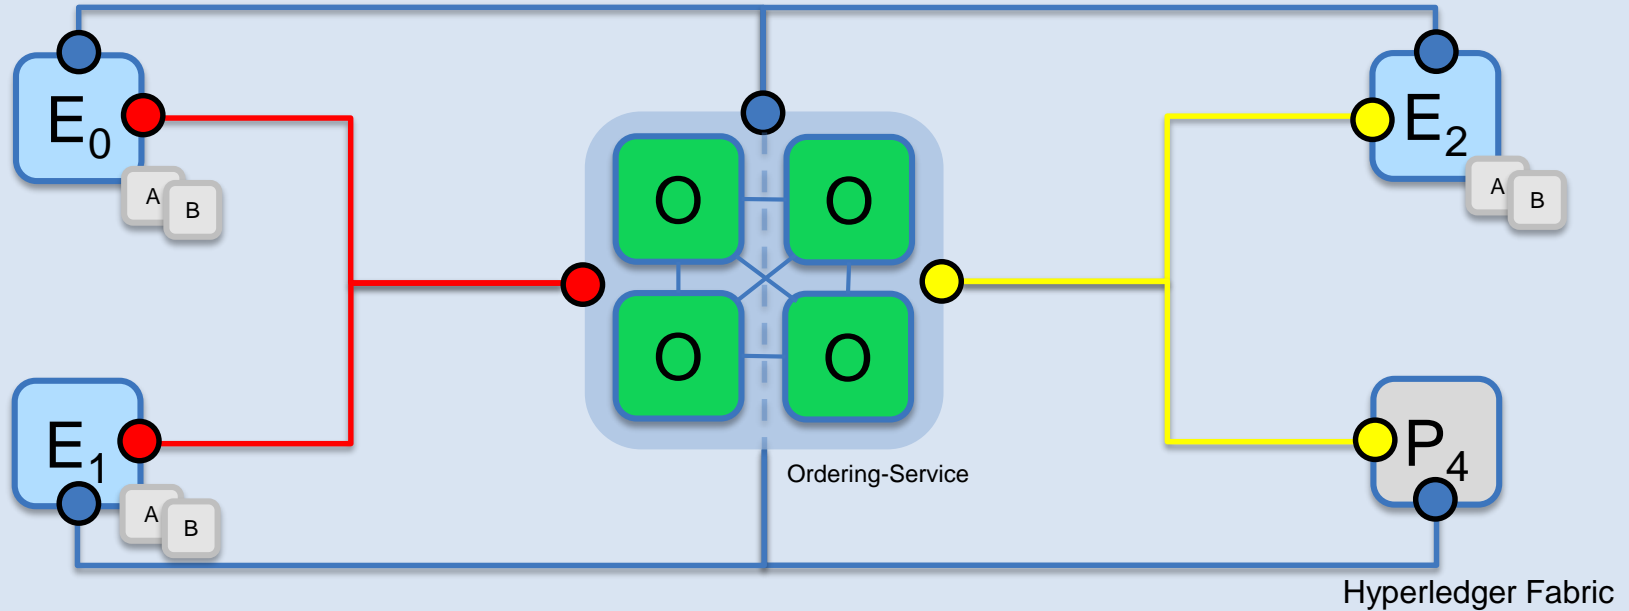 E0
A
B
O
O
E2
A
B
O
O
E1
A
B
P4
Ordering-Service
Hyperledger Fabric